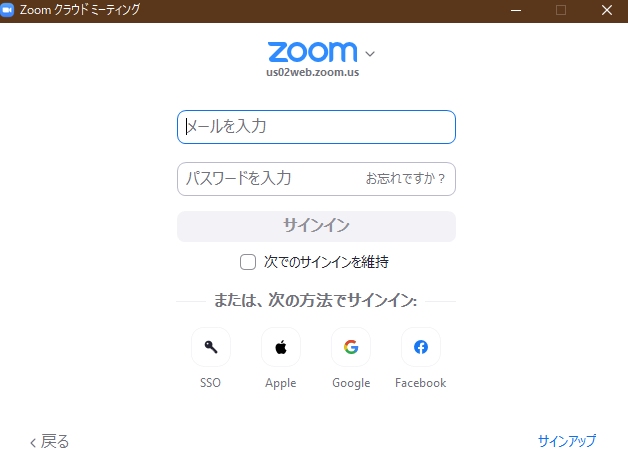 Zoom クラウド ミーティング
zoom
us02web.zoom.us
メールを入力
パスワードを入力 お忘れですか？
サインイン
次でのサインインを維持
または、次の方法でサインイン:
SSO Apple Google Facebook
戻る サインアップ